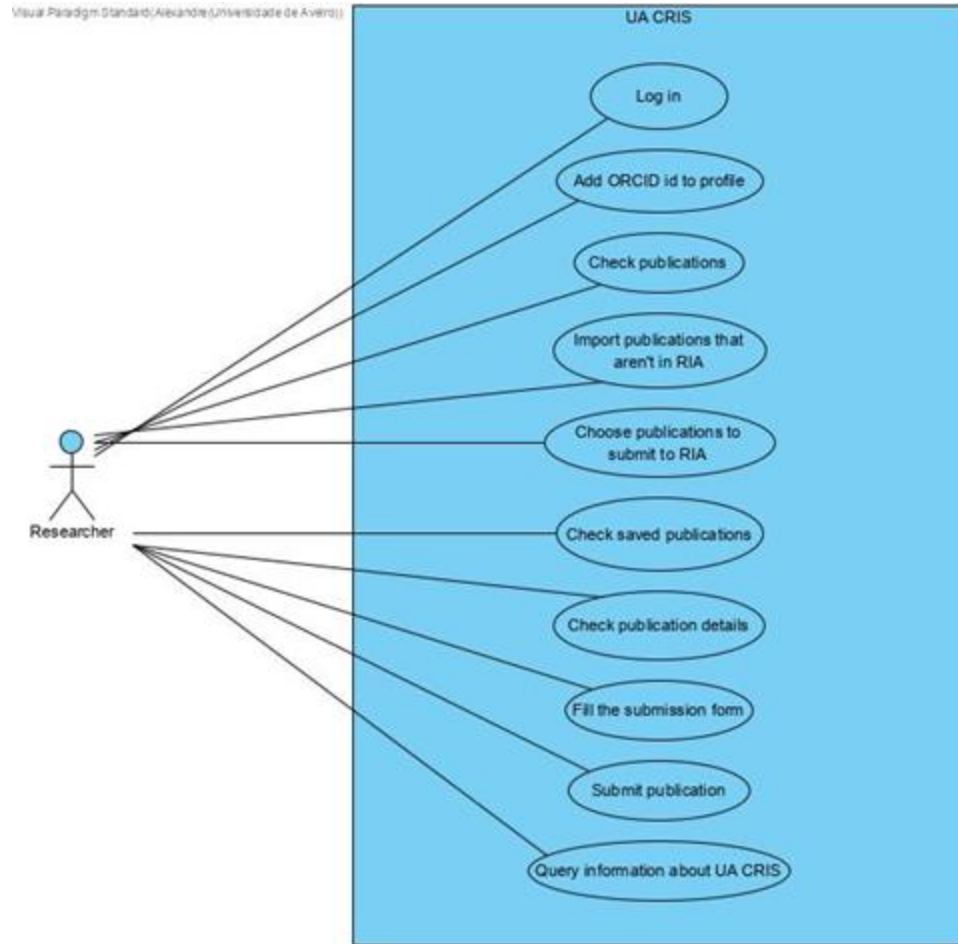 Visual Paradigm Standard(Alexandre(Universidade de Aveiro))
UA CRIS
Log in
Add ORCID id to profile
Check publications
Import publications that
aren't in RIA
Choose publications to
submit to RIA
Researcher
Check saved publications
Check publication details
Fill the submission form
Submit publication
Query information about UA CRIS